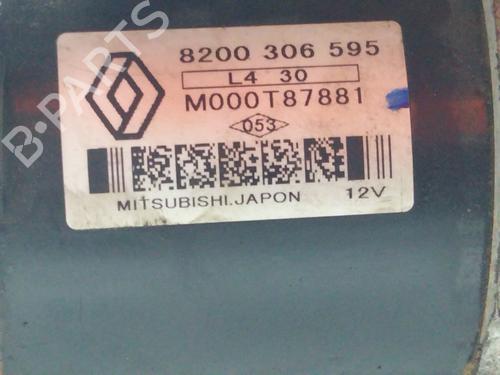 8200 306 595
L4 30
M000T87881
053
MITSUBISHI.JAPON 12V
B-PARTS